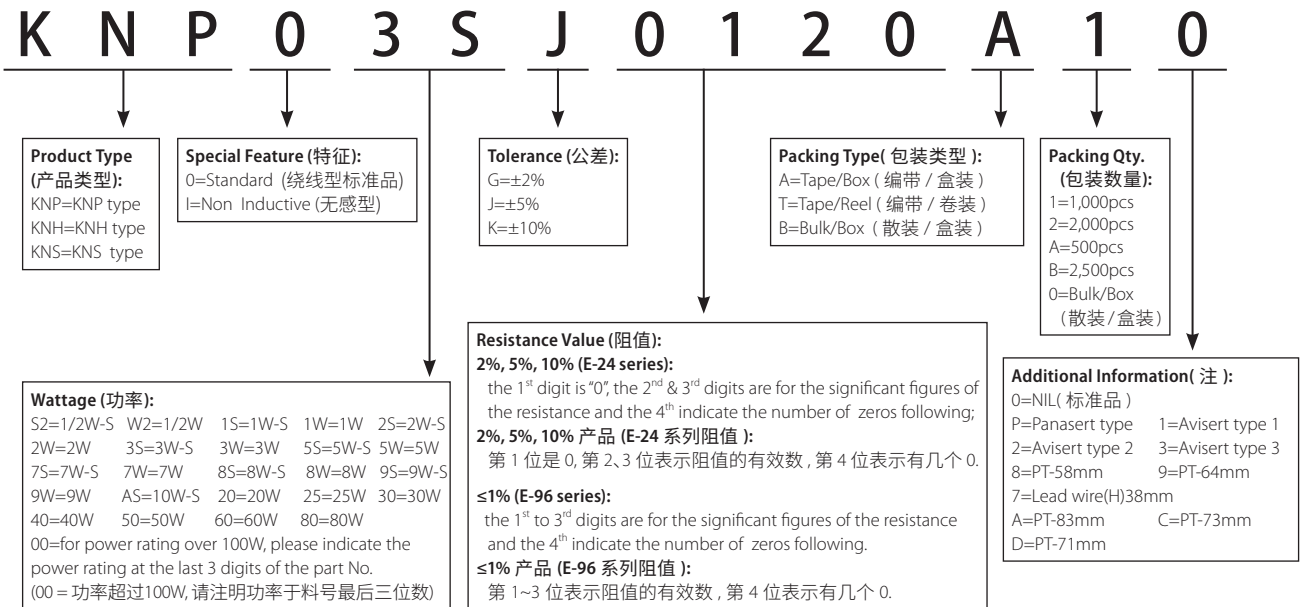 K N P 0 3 S J 0 1 2 0 A 1 0
Product Type
(产品类型):
KNP=KNP type
KNH=KNH type
KNS=KNS type
Special Feature (特征):
0=Standard (绕线型标准品)
I=Non Inductive (无感型)
Tolerance (公差):
G=±2%
J=±5%
K=±10%
Packing Type( 包装类型 ):
A=Tape/Box ( 编带 / 盒装 )
T=Tape/Reel ( 编带 / 卷装 )
B=Bulk/Box ( 散装 / 盒装 )
Packing Qty.
(包装数量):
1=1,000pcs
2=2,000pcs
A=500pcs
B=2,500pcs
0=Bulk/Box
(散装/盒装)
Wattage (功率):
S2=1/2W-S W2=1/2W 1S=1W-S 1W=1W 2S=2W-S
2W=2W 3S=3W-S 3W=3W 5S=5W-S 5W=5W
7S=7W-S 7W=7W 8S=8W-S 8W=8W 9S=9W-S
9W=9W AS=10W-S 20=20W 25=25W 30=30W
40=40W 50=50W 60=60W 80=80W
00=for power rating over 100W, please indicate the
power rating at the last 3 digits of the part No.
(00 = 功率超过100W, 请注明功率于料号最后三位数)
Resistance Value (阻值):
2%, 5%, 10% (E-24 series):
the 1st digit is “0”, the 2nd & 3rd digits are for the significant figures of
the resistance and the 4th indicate the number of zeros following;
2%, 5%, 10% 产品 (E-24 系列阻值 ):
第 1 位是 0, 第 2、3 位表示阻值的有效数 , 第 4 位表示有几个 0.
≤1% (E-96 series):
the 1st to 3rd digits are for the significant figures of the resistance
and the 4th indicate the number of zeros following.
≤1% 产品 (E-96 系列阻值 ):
第 1~3 位表示阻值的有效数 , 第 4 位表示有几个 0.
Additional Information( 注 ):
0=NIL( 标准品 )
P=Panasert type 1=Avisert type 1
2=Avisert type 2 3=Avisert type 3
8=PT-58mm 9=PT-64mm
7=Lead wire(H)38mm
A=PT-83mm C=PT-73mm
D=PT-71mm